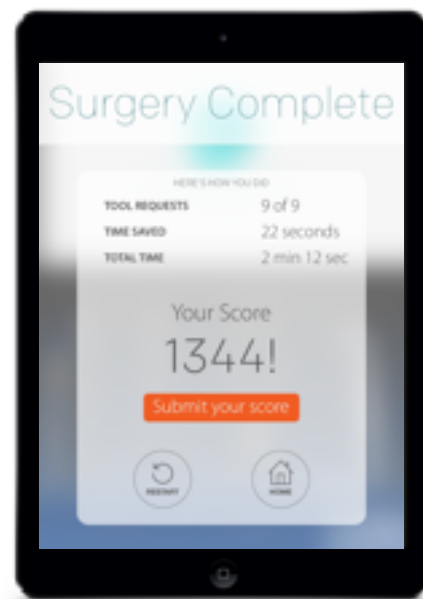 Surgery Complete
HERE'S HOW YOU DID
TOOL REQUESTS 9 of 9
TIME SAVED 22 seconds
TOTAL TIME 2 min 12 sec
Your Score
1344!
Submit your score
RESTART HOME